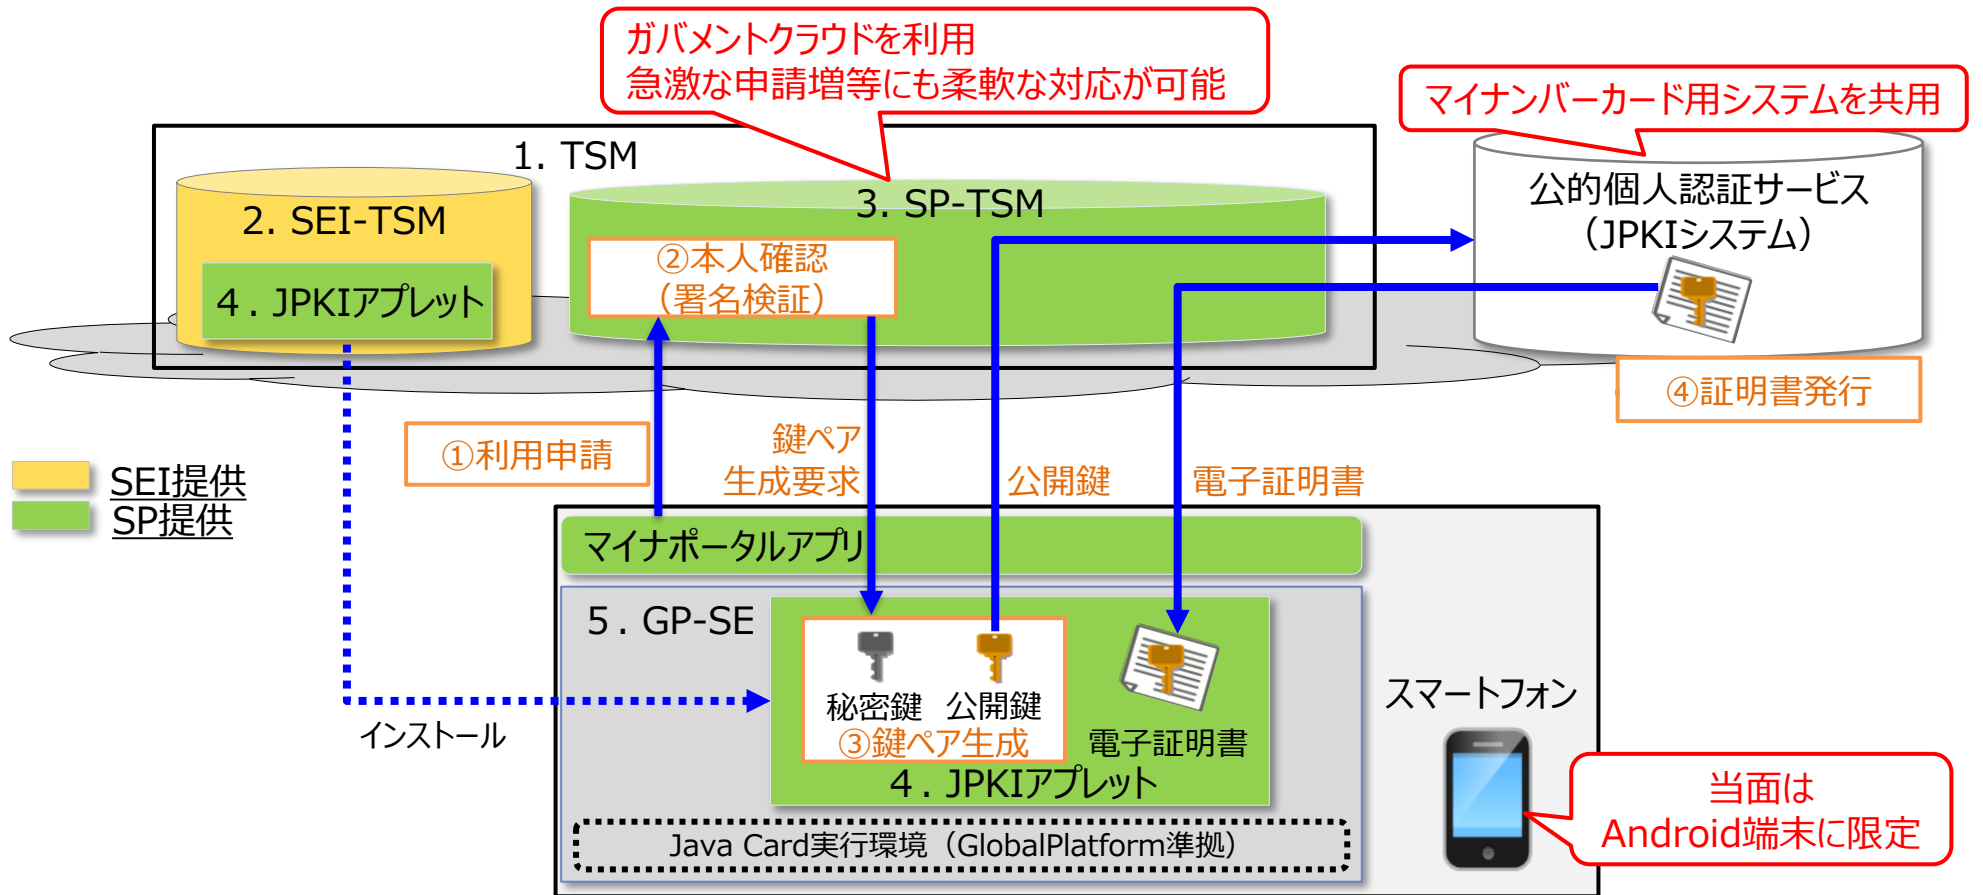 ガバメントクラウドを利用
急激な申請増等にも柔軟な対応が可能
マイナンバーカード用システムを共用
1. TSM
2. SEI-TSM
3. SP-TSM
公的個人認証サービス
（JPKIシステム）
②本人確認
（署名検証）
4．JPKIアプレット
④証明書発行
①利用申請
鍵ペア
生成要求
公開鍵
電子証明書
SEI提供
SP提供
マイナポータルアプリ
5．GP-SE
秘密鍵 公開鍵
③鍵ペア生成
電子証明書
4．JPKIアプレット
インストール
スマートフォン
当面は
Android端末に限定
Java Card実行環境（GlobalPlatform準拠）